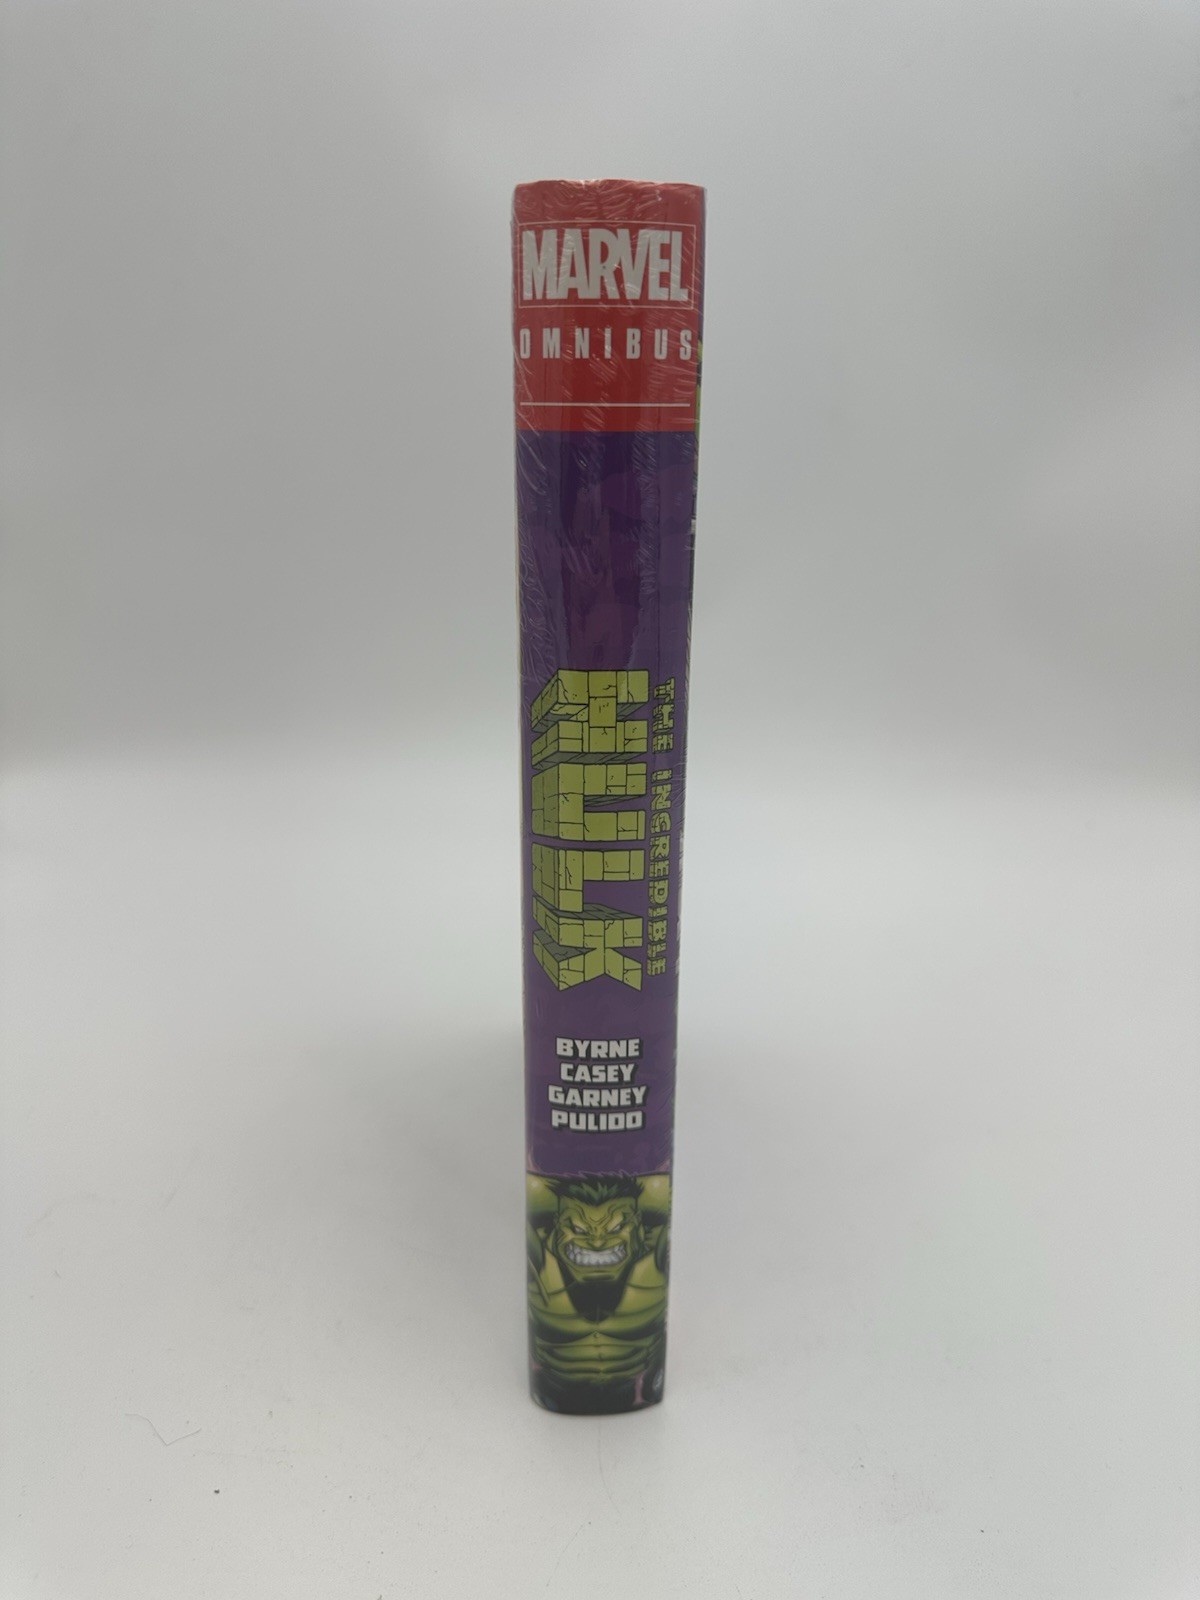 MARVEL
OMNIBUS
THE INCREDIBLE
HULK
BYRNE
CASEY
GARNEY
PULIDO